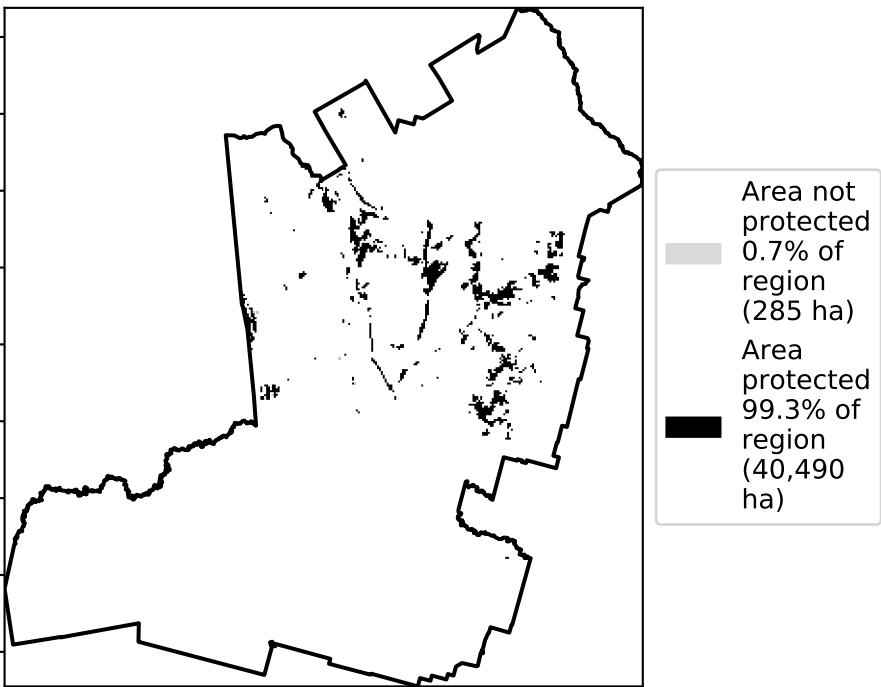 Area not
protected
0.7% of
region
(285 ha)
Area
protected
99.3% of
region
(40,490
ha)